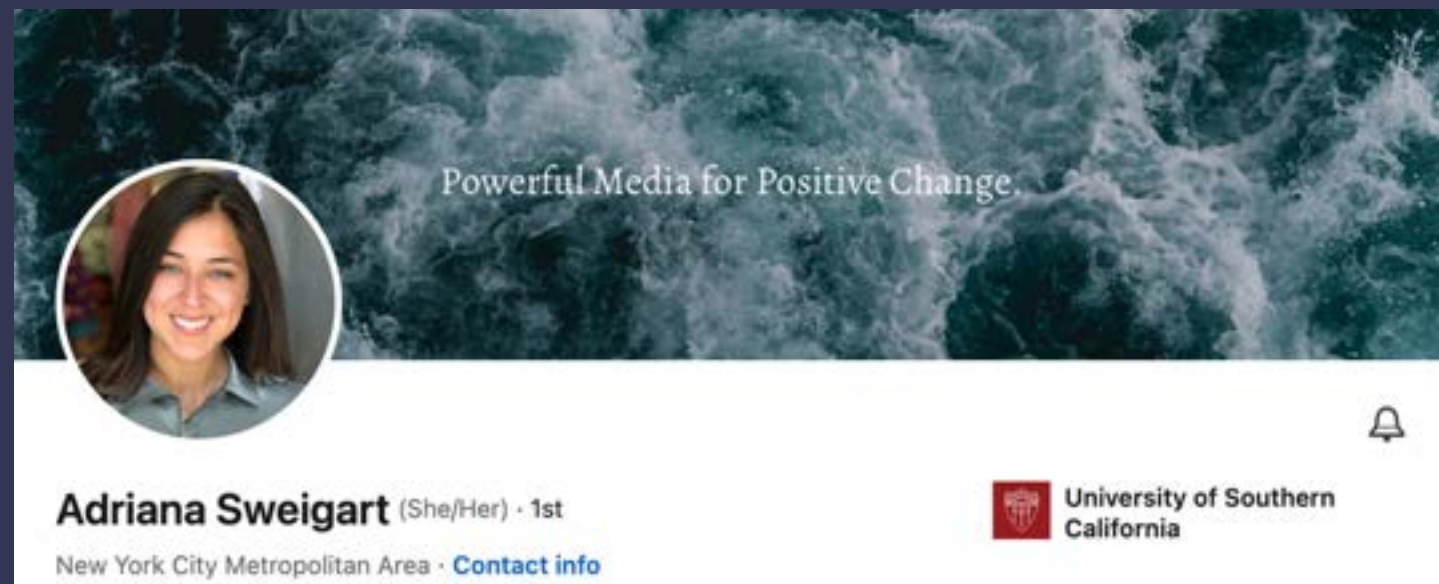 Powerful Media for Positive Change.
Adriana Sweigart (She/Her) · 1st
New York City Metropolitan Area · Contact info
University of Southern
California